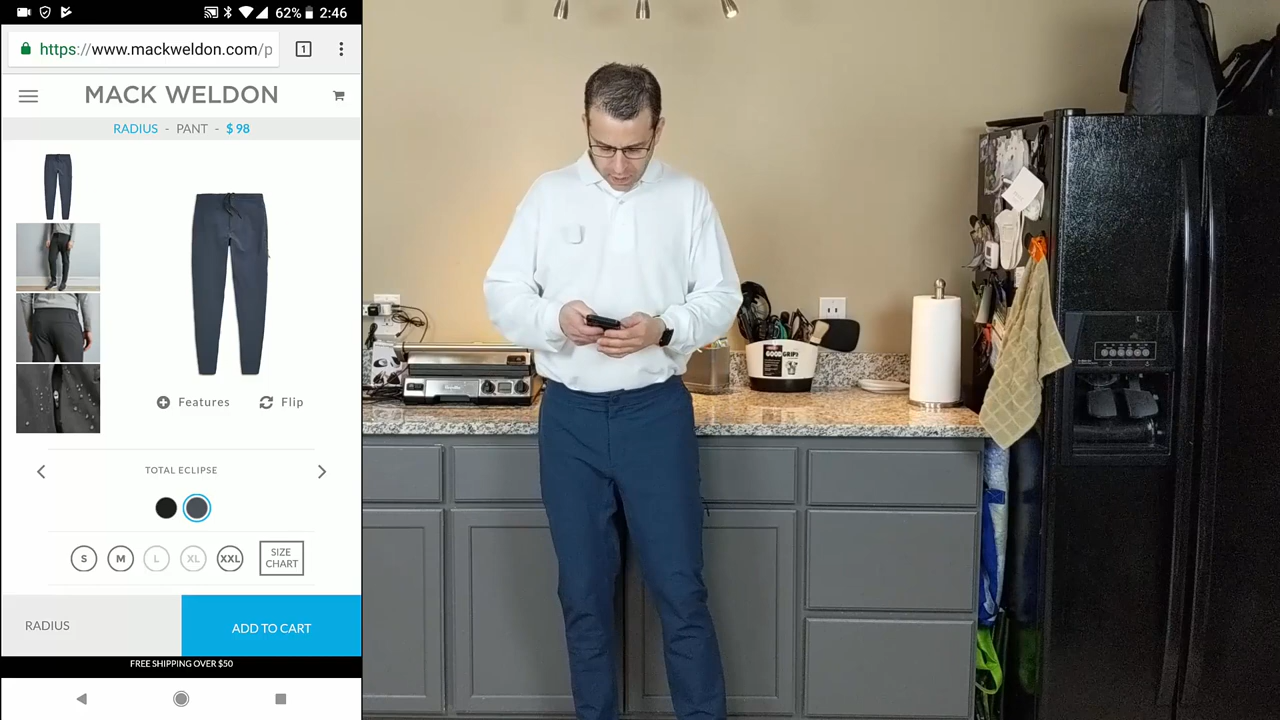 62% 2:46
https://www.mackweldon.com/p
1
MACK WELDON
RADIUS - PANT - $98
Features Flip
TOTAL ECLIPSE
S M L XL XXL SIZE CHART
RADIUS ADD TO CART
FREE SHIPPING OVER $50
GOOD GRIPS